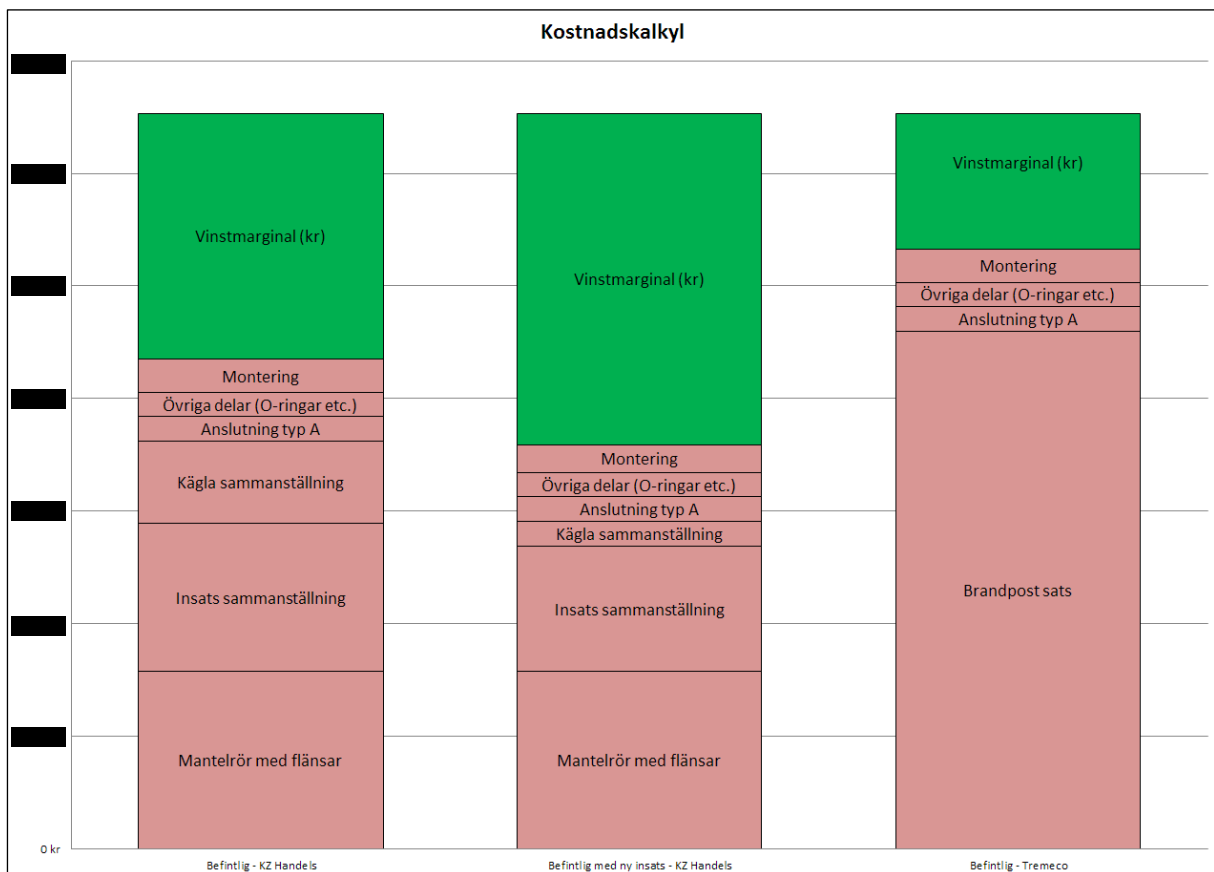 Kostnadskalkyl
Vinstmarginal (kr)
Montering
Övriga delar (O-ringar etc.)
Anslutning typ A
Kägla sammanställning
Insats sammanställning
Mantelrör med flänsar
Vinstmarginal (kr)
Montering
Övriga delar (O-ringar etc.)
Anslutning typ A
Kägla sammanställning
Insats sammanställning
Mantelrör med flänsar
Vinstmarginal (kr)
Montering
Övriga delar (O-ringar etc.)
Anslutning typ A
Brandpost sats
0 kr
Befintlig - KZ Handels
Befintlig med ny insats - KZ Handels
Befintlig - Tremeco